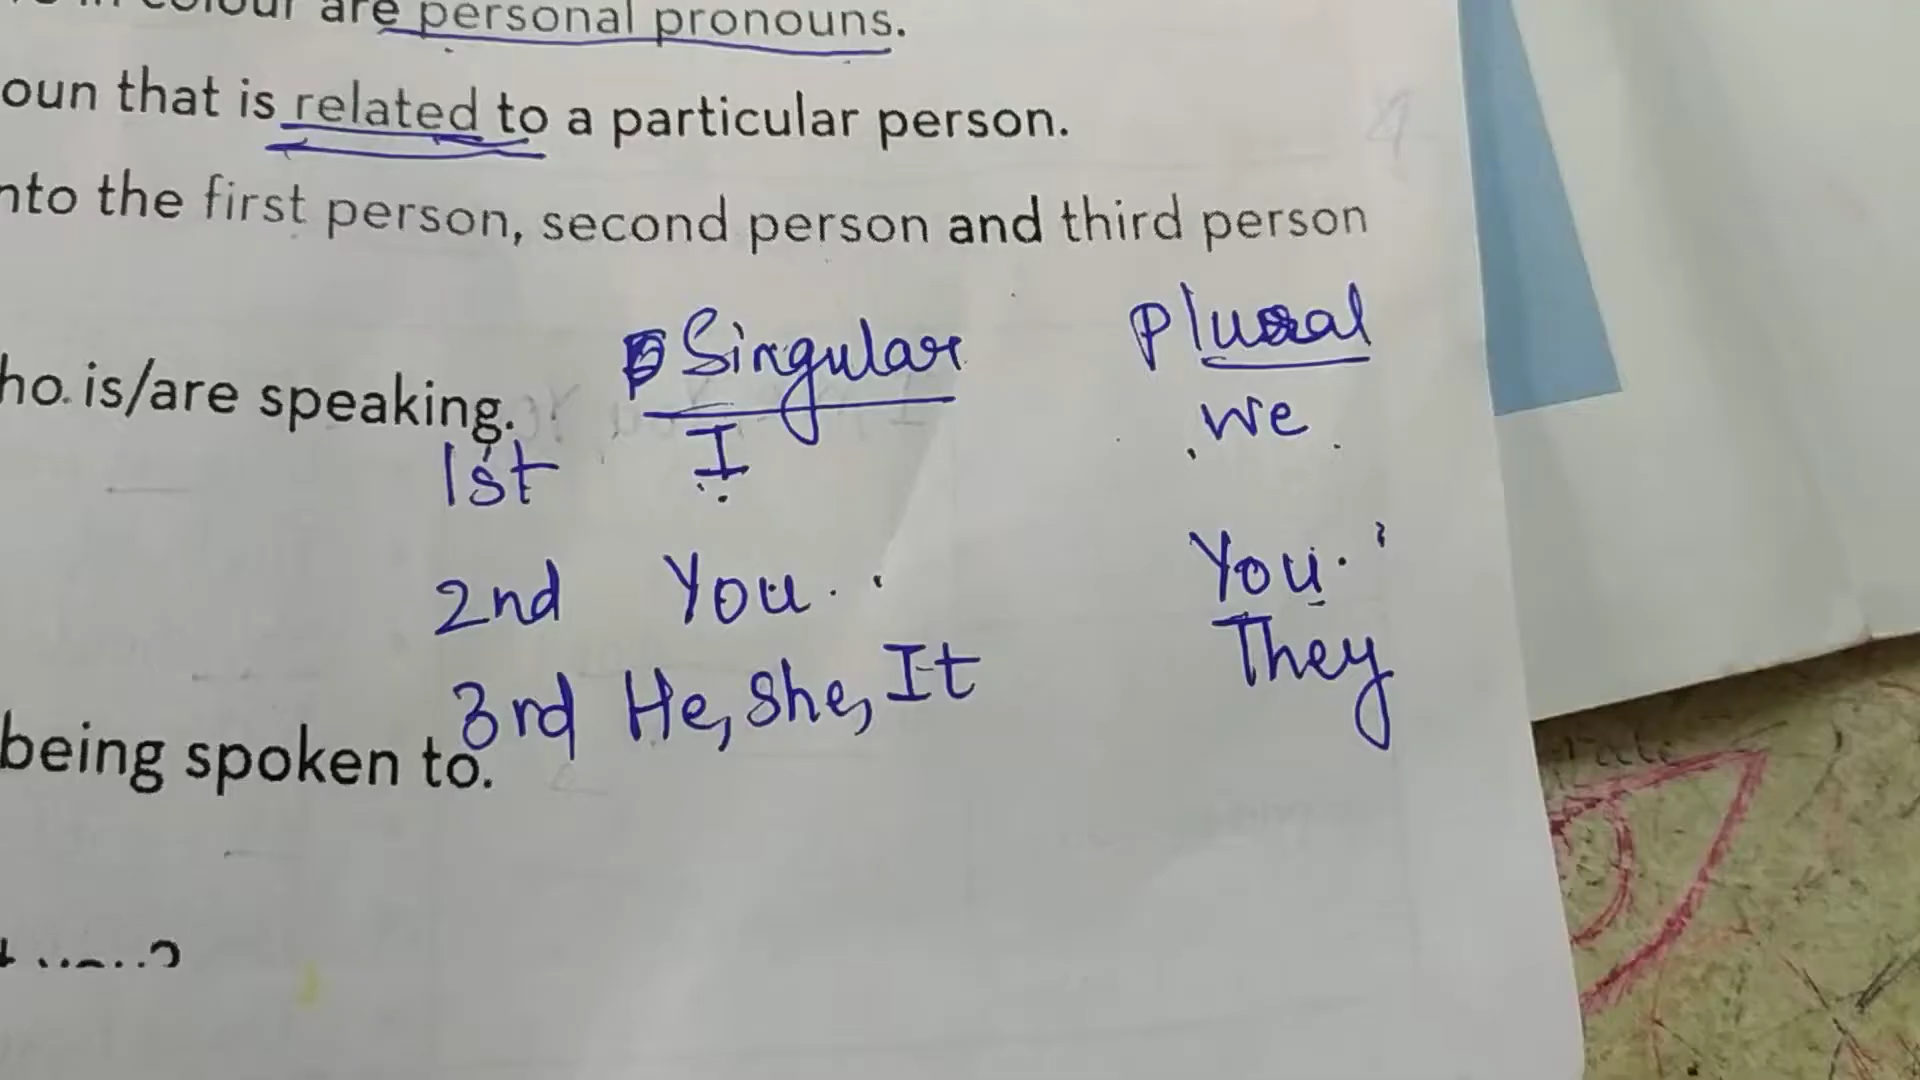 in colour are personal pronouns.
oun that is related to a particular person.
nto the first person, second person and third person
Singular Plural
ho is/are speaking.
1st I We
2nd You You
3rd He, She, It They
being spoken to.